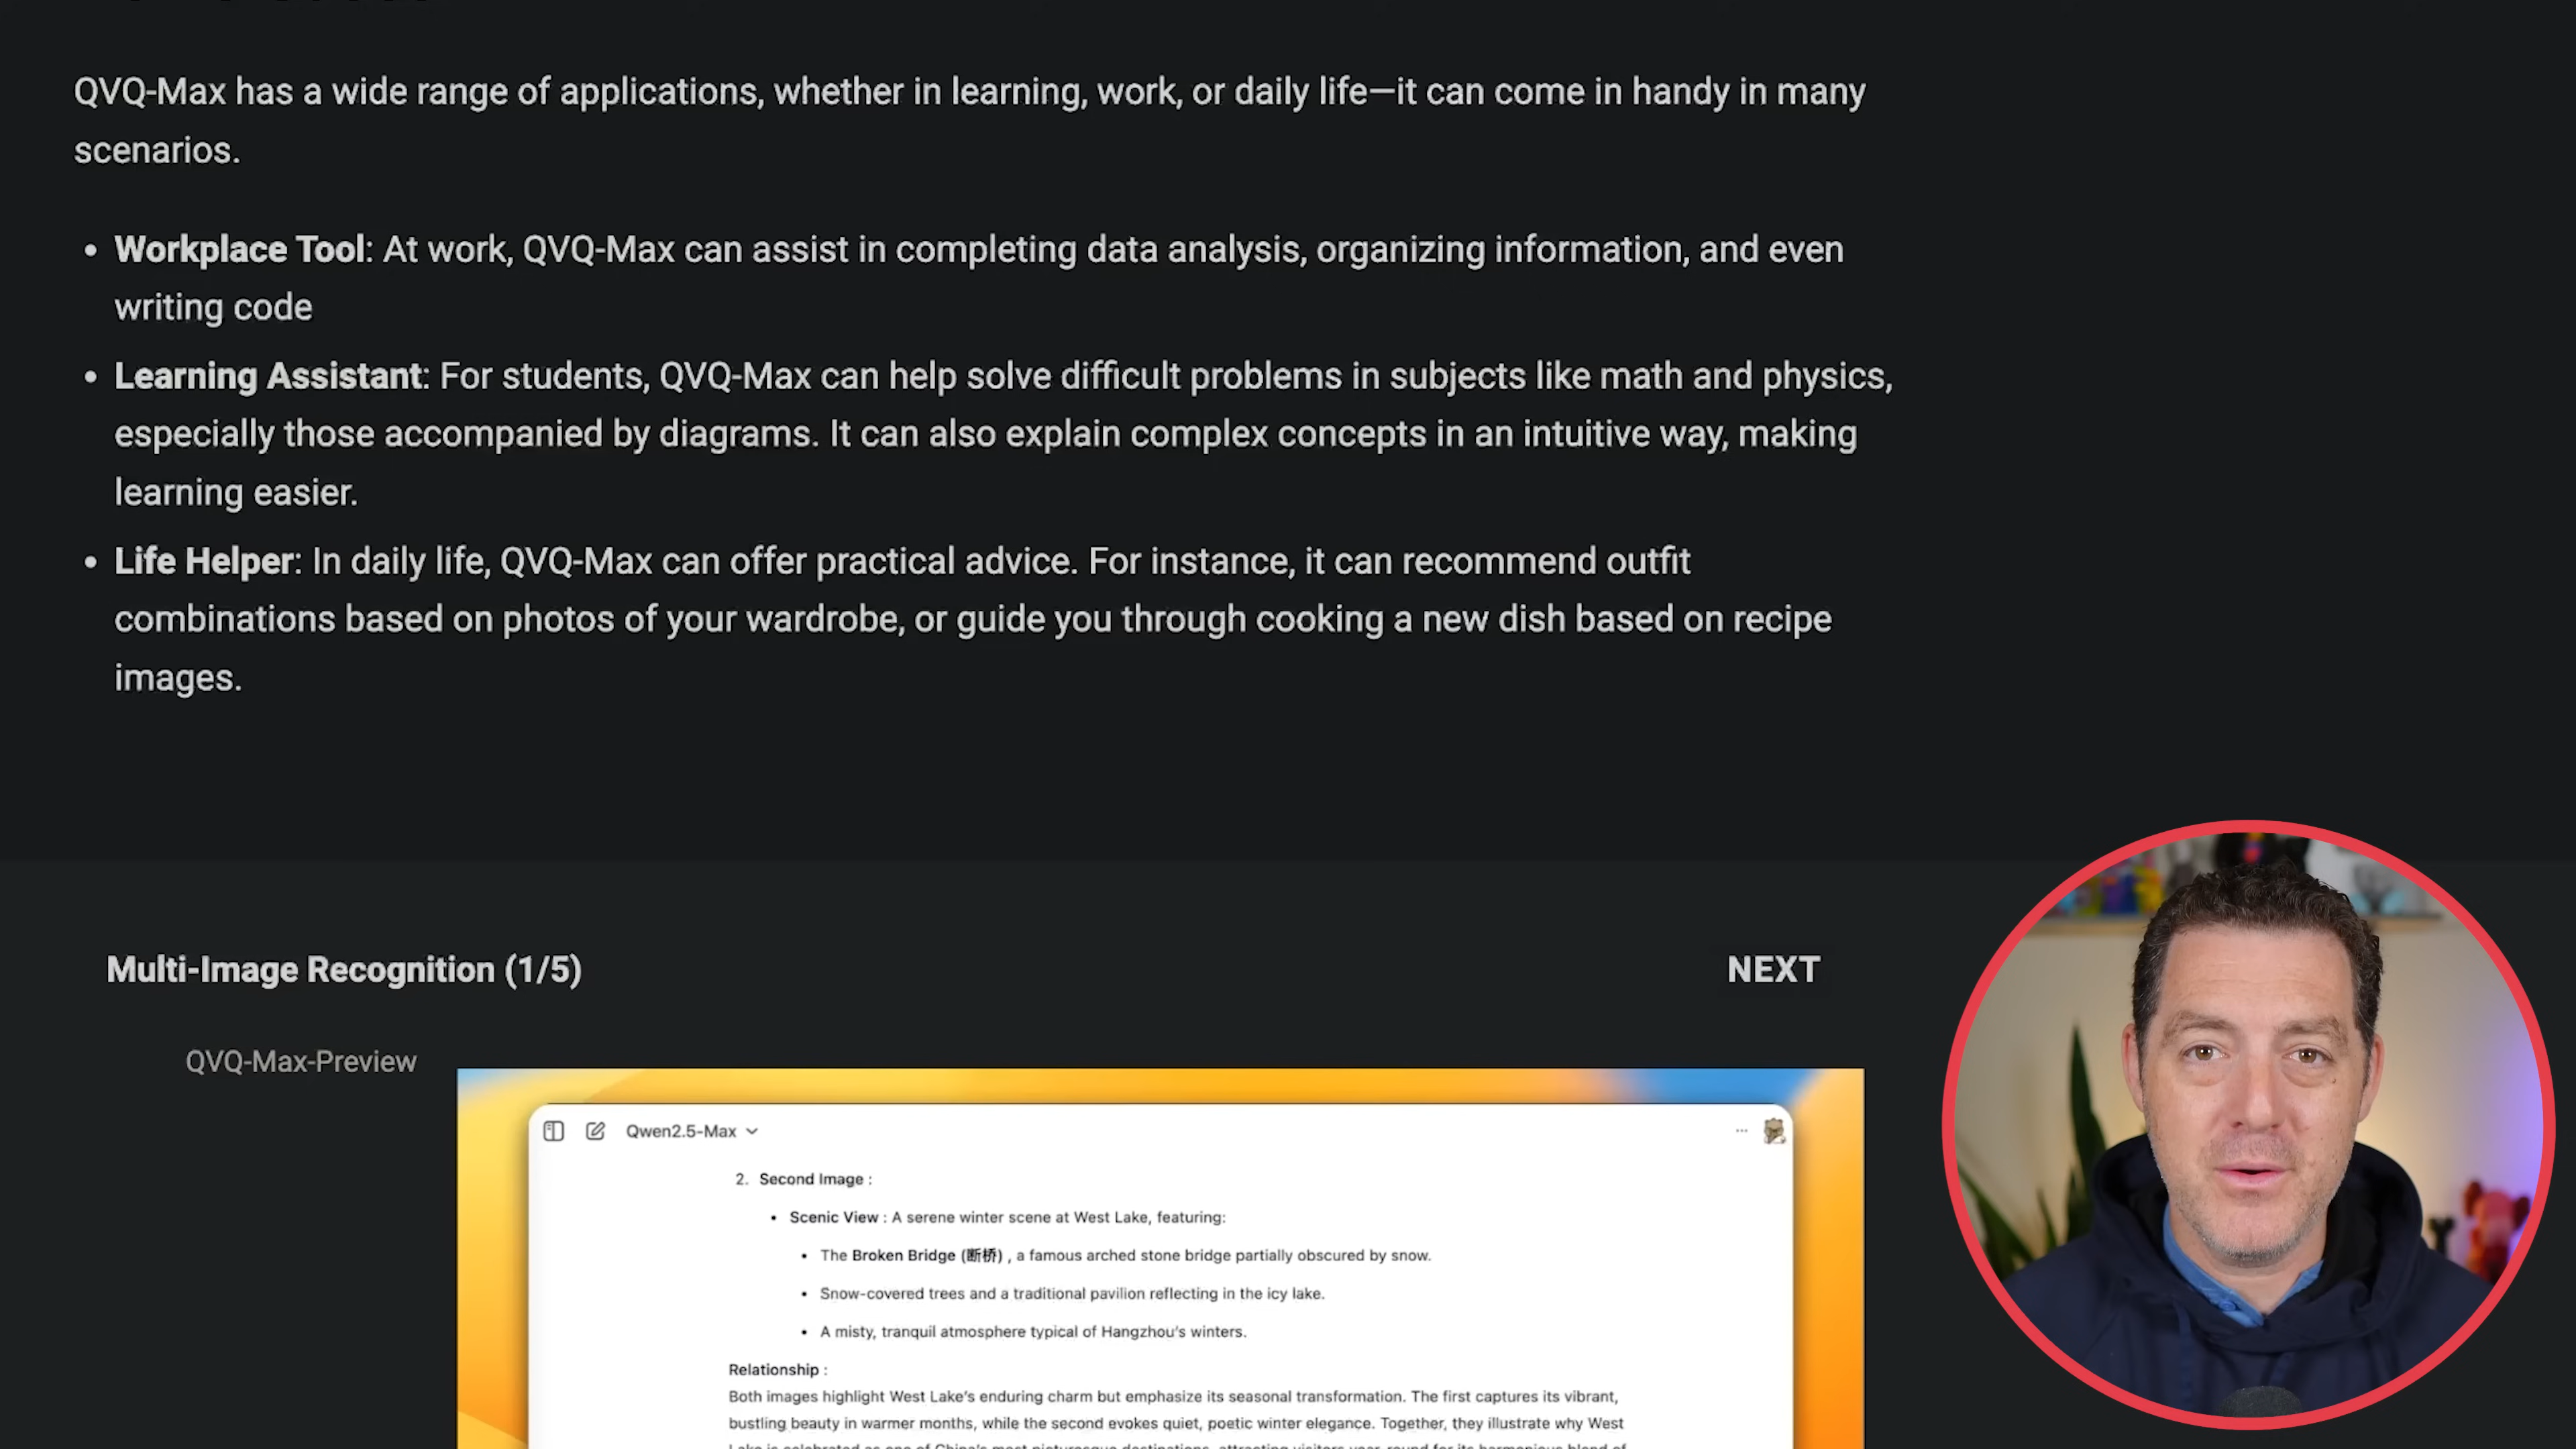 QVQ-Max has a wide range of applications, whether in learning, work, or daily life—it can come in handy in many
scenarios.
• Workplace Tool: At work, QVQ-Max can assist in completing data analysis, organizing information, and even
writing code
• Learning Assistant: For students, QVQ-Max can help solve difficult problems in subjects like math and physics,
especially those accompanied by diagrams. It can also explain complex concepts in an intuitive way, making
learning easier.
• Life Helper: In daily life, QVQ-Max can offer practical advice. For instance, it can recommend outfit
combinations based on photos of your wardrobe, or guide you through cooking a new dish based on recipe
images.
Multi-Image Recognition (1/5)
NEXT
QVQ-Max-Preview
Qwen2.5-Max
2. Second Image :
• Scenic View : A serene winter scene at West Lake, featuring:
• The Broken Bridge (断桥) , a famous arched stone bridge partially obscured by snow.
• Snow-covered trees and a traditional pavilion reflecting in the icy lake.
• A misty, tranquil atmosphere typical of Hangzhou's winters.
Relationship :
Both images highlight West Lake's enduring charm but emphasize its seasonal transformation. The first captures its vibrant,
bustling beauty in warmer months, while the second evokes quiet, poetic winter elegance. Together, they illustrate why West